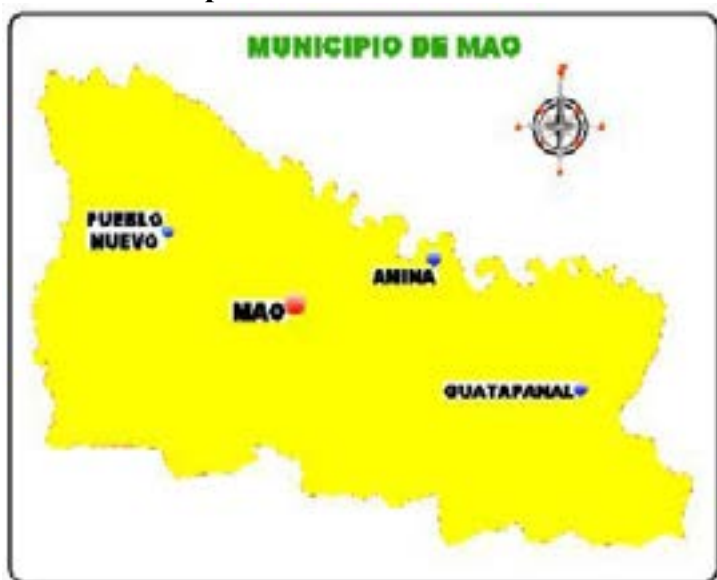 MUNICIPIO DE MAO
PUEBLO
NUEVO
AMINA
MAO
GUATAPANAL